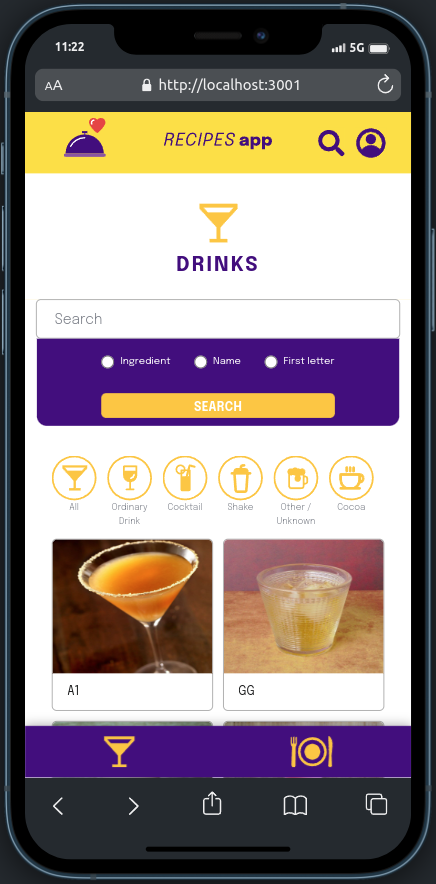 11:22
5G
AA
http://localhost:3001
RECIPES app
DRINKS
Search
Ingredient Name First letter
SEARCH
All Ordinary Drink Cocktail Shake Other / Unknown Cocoa
A1 GG